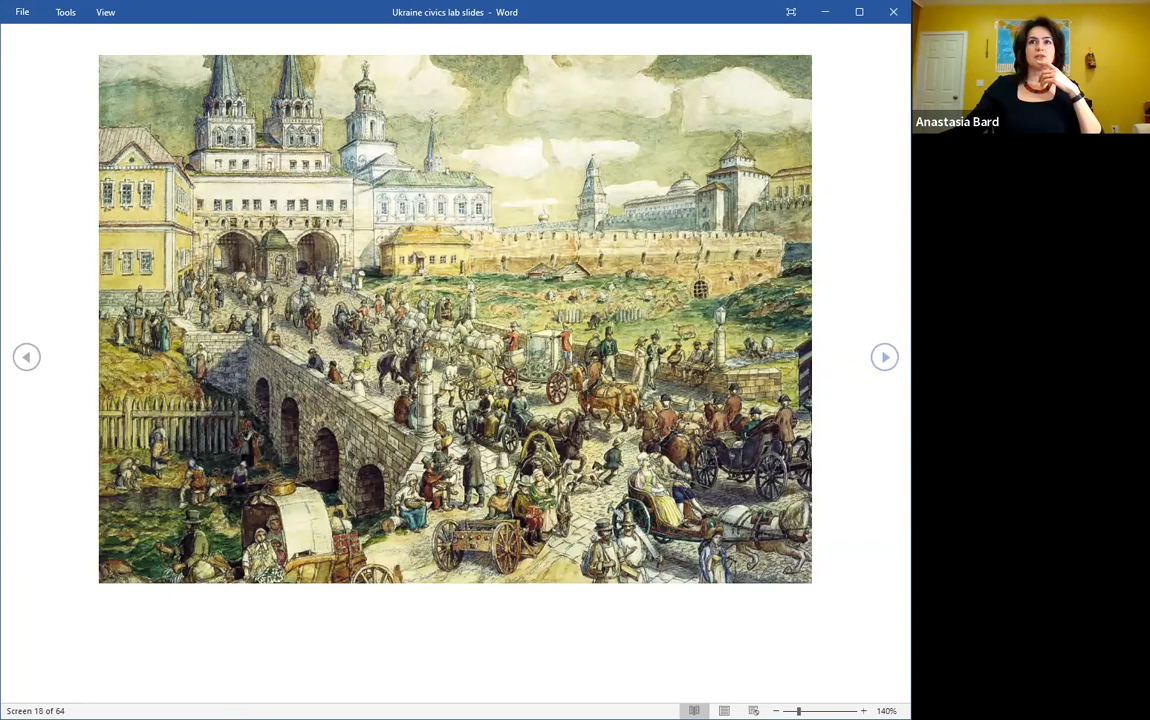 File Tools View Ukraine civics lab slides - Word
Anastasia Bard
Screen 18 of 64
140%